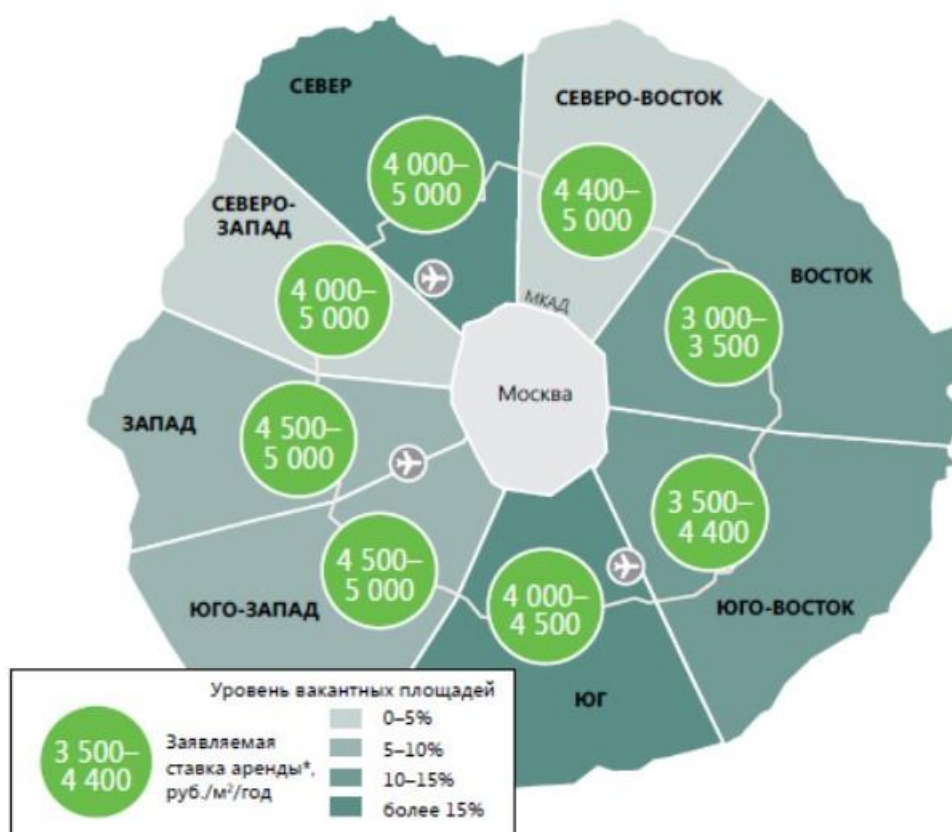 СЕВЕР
СЕВЕРО-ВОСТОК
4 000–
5 000
4 400–
5 000
СЕВЕРО-
ЗАПАД
ВОСТОК
4 000–
5 000
МКАД
3 000–
3 500
Москва
ЗАПАД
4 500–
5 000
3 500–
4 400
4 500–
5 000
4 000–
4 500
ЮГО-ЗАПАД
ЮГО-ВОСТОК
ЮГ
Уровень вакантных площадей
3 500–
4 400
Заявляемая
ставка аренды*,
руб./м²/год
0–5%
5–10%
10–15%
более 15%